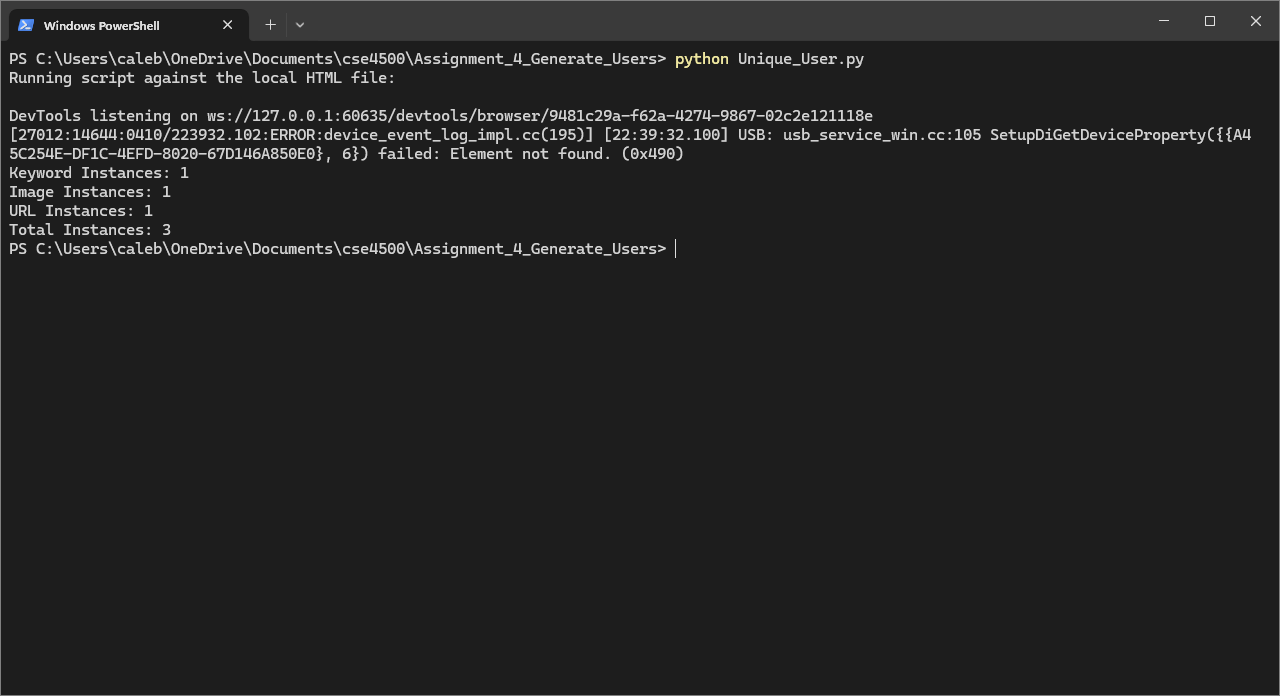 Windows PowerShell
PS C:\Users\caleb\OneDrive\Documents\cse4500\Assignment_4_Generate_Users> python Unique_User.py
Running script against the local HTML file:
DevTools listening on ws://127.0.0.1:60635/devtools/browser/9481c29a-f62a-4274-9867-02c2e121118e
[27012:14644:0410/223932.102:ERROR:device_event_log_impl.cc(195)] [22:39:32.100] USB: usb_service_win.cc:105 SetupDiGetDeviceProperty({{A4
5C254E-DF1C-4EFD-8020-67D146A850E0}, 6}) failed: Element not found. (0x490)
Keyword Instances: 1
Image Instances: 1
URL Instances: 1
Total Instances: 3
PS C:\Users\caleb\OneDrive\Documents\cse4500\Assignment_4_Generate_Users>